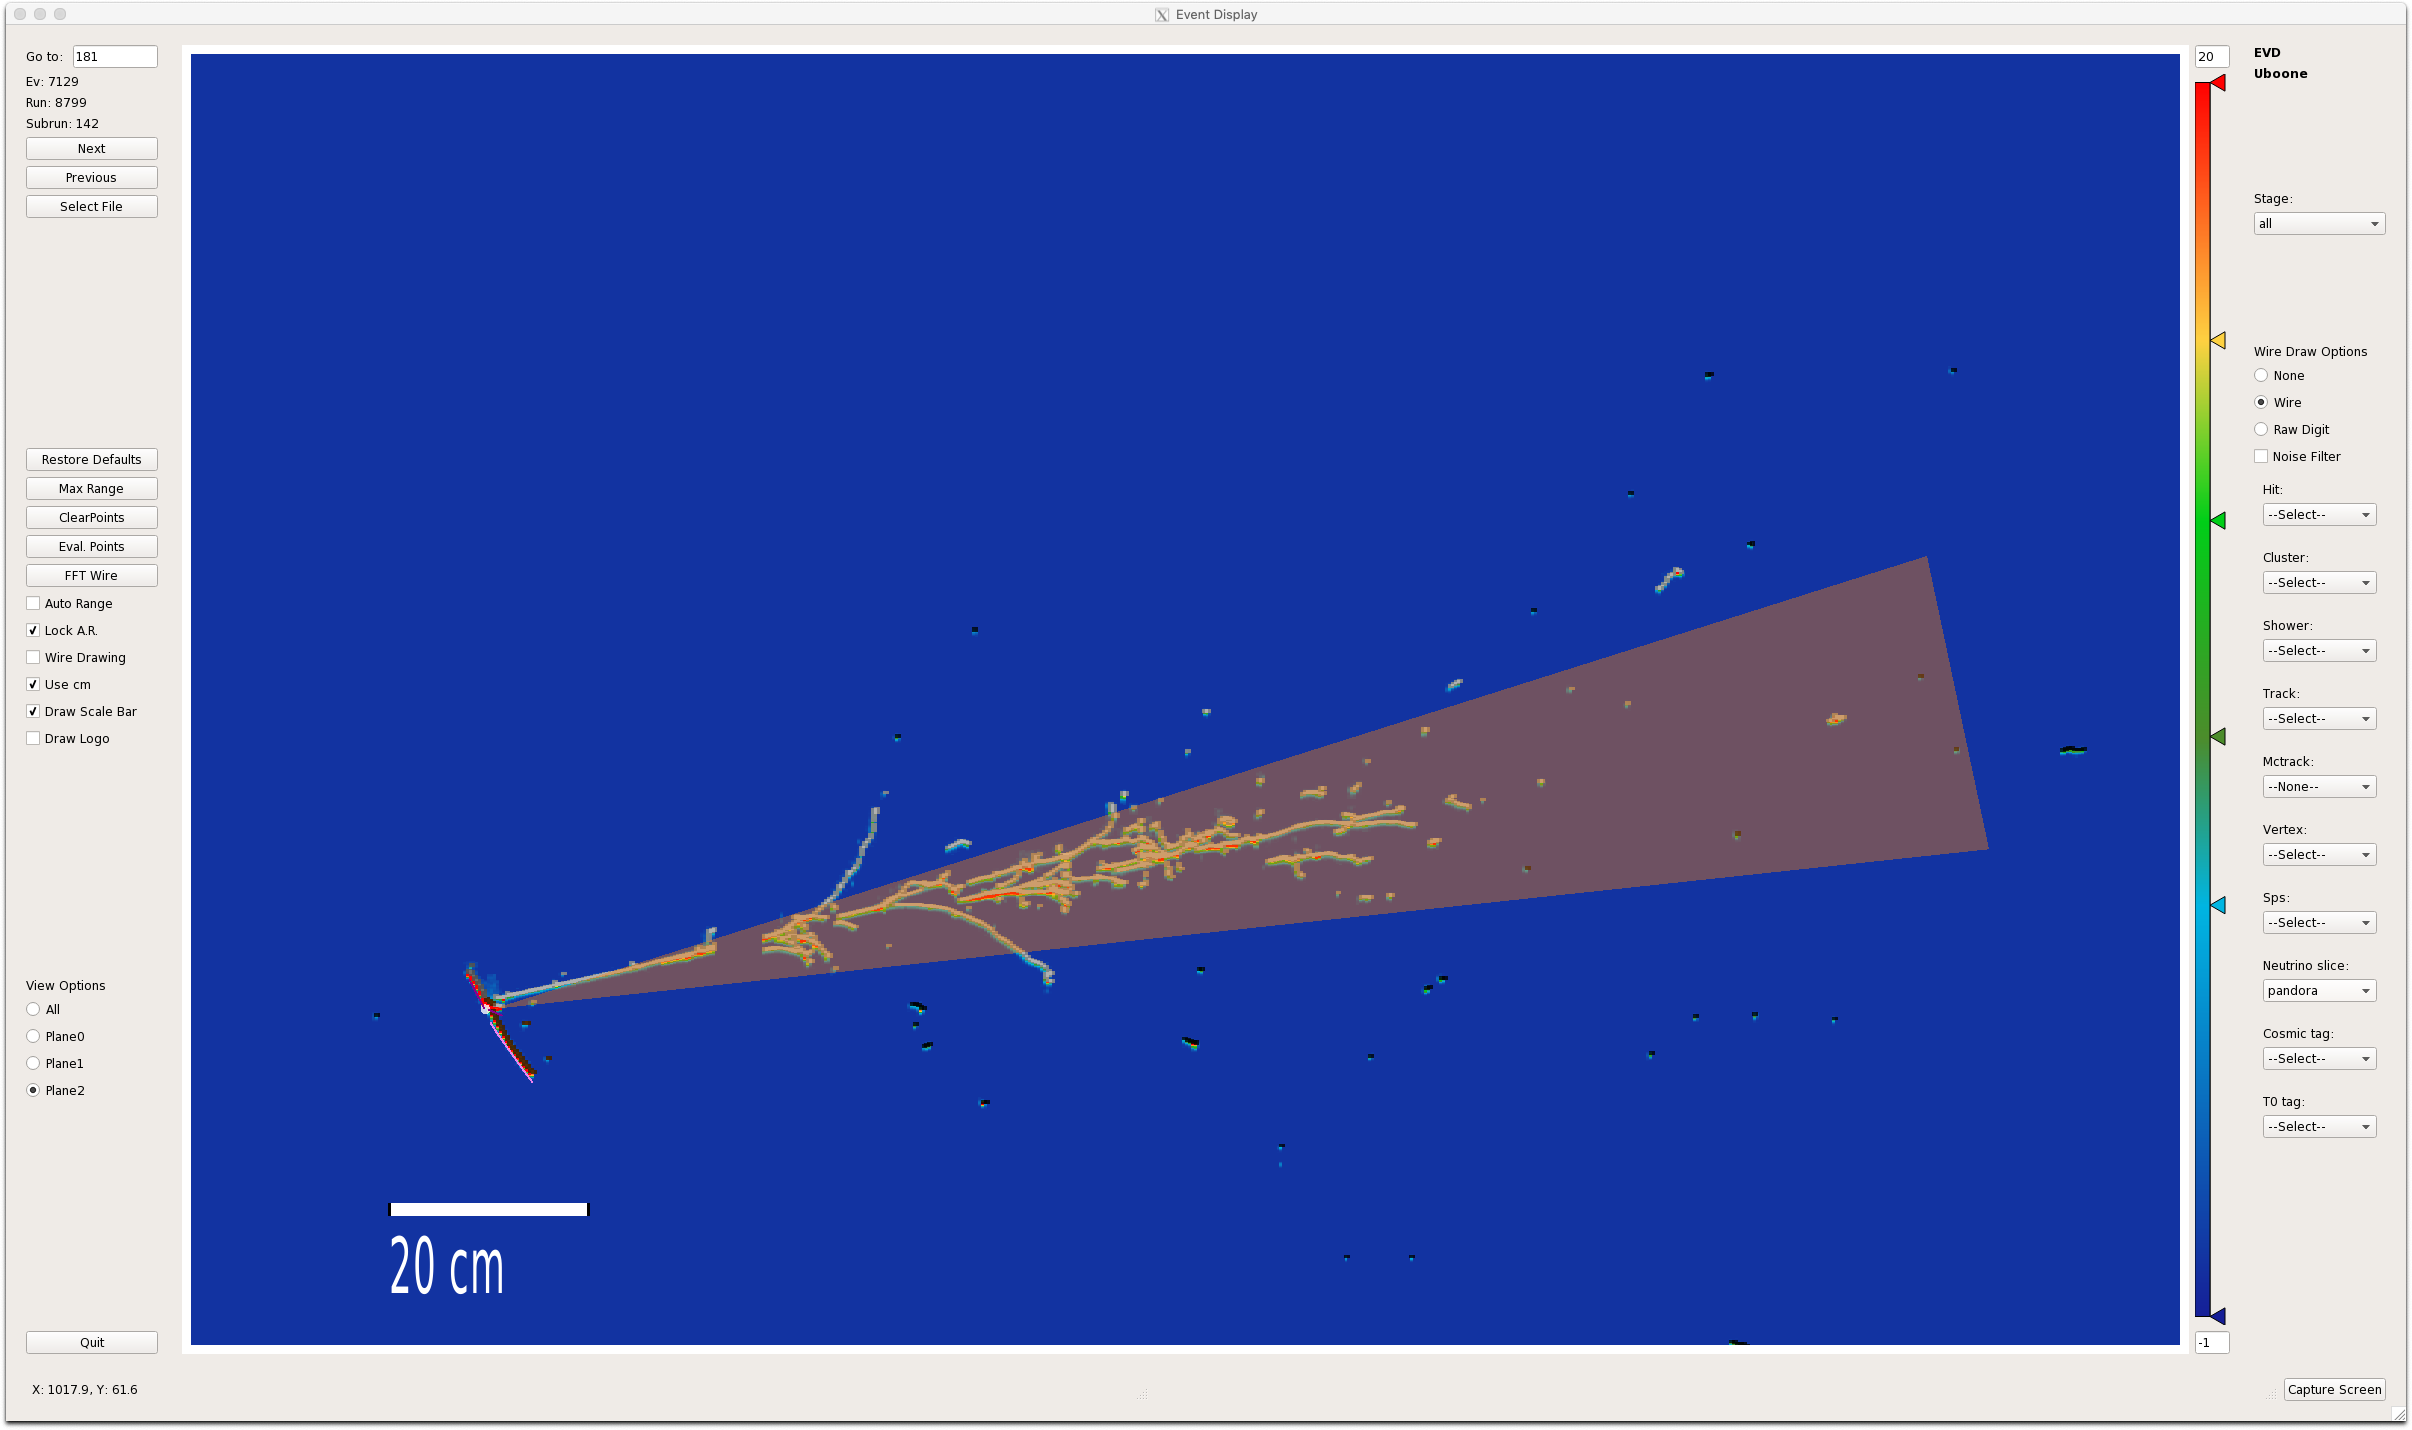 Event Display
Go to: 181
Ev: 7129
Run: 8799
Subrun: 142
Next
Previous
Select File
Restore Defaults
Max Range
ClearPoints
Eval. Points
FFT Wire
Auto Range
Lock A.R.
Wire Drawing
Use cm
Draw Scale Bar
Draw Logo
View Options
All
Plane0
Plane1
Plane2
Quit
X: 1017.9, Y: 61.6
20 cm
20
-1
EVD
Uboone
Stage:
all
Wire Draw Options
None
Wire
Raw Digit
Noise Filter
Hit:
--Select--
Cluster:
--Select--
Shower:
--Select--
Track:
--Select--
Mctrack:
--None--
Vertex:
--Select--
Sps:
--Select--
Neutrino slice:
pandora
Cosmic tag:
--Select--
T0 tag:
--Select--
Capture Screen